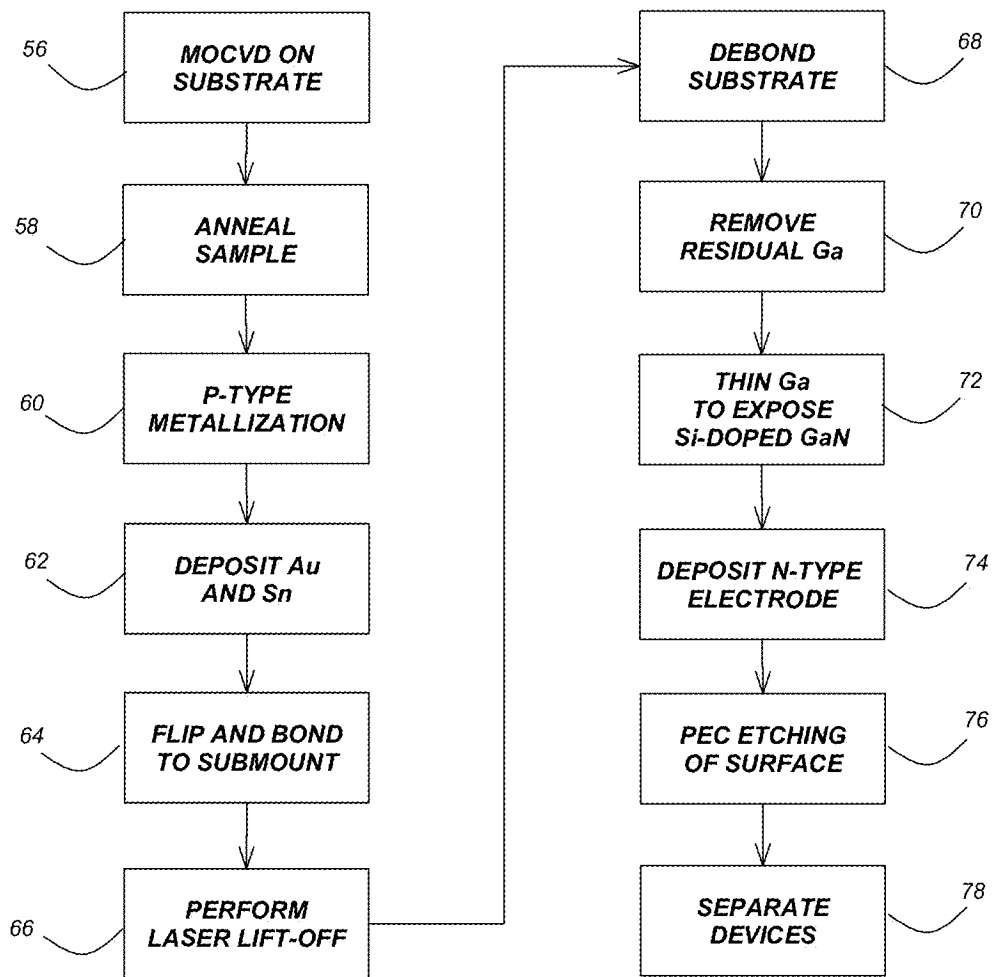 56
MOCVD ON
SUBSTRATE
58
ANNEAL
SAMPLE
60
P-TYPE
METALLIZATION
62
DEPOSIT Au
AND Sn
64
FLIP AND BOND
TO SUBMOUNT
66
PERFORM
LASER LIFT-OFF
68
DEBOND
SUBSTRATE
70
REMOVE
RESIDUAL Ga
72
THIN Ga
TO EXPOSE
Si-DOPED GaN
74
DEPOSIT N-TYPE
ELECTRODE
76
PEC ETCHING
OF SURFACE
78
SEPARATE
DEVICES